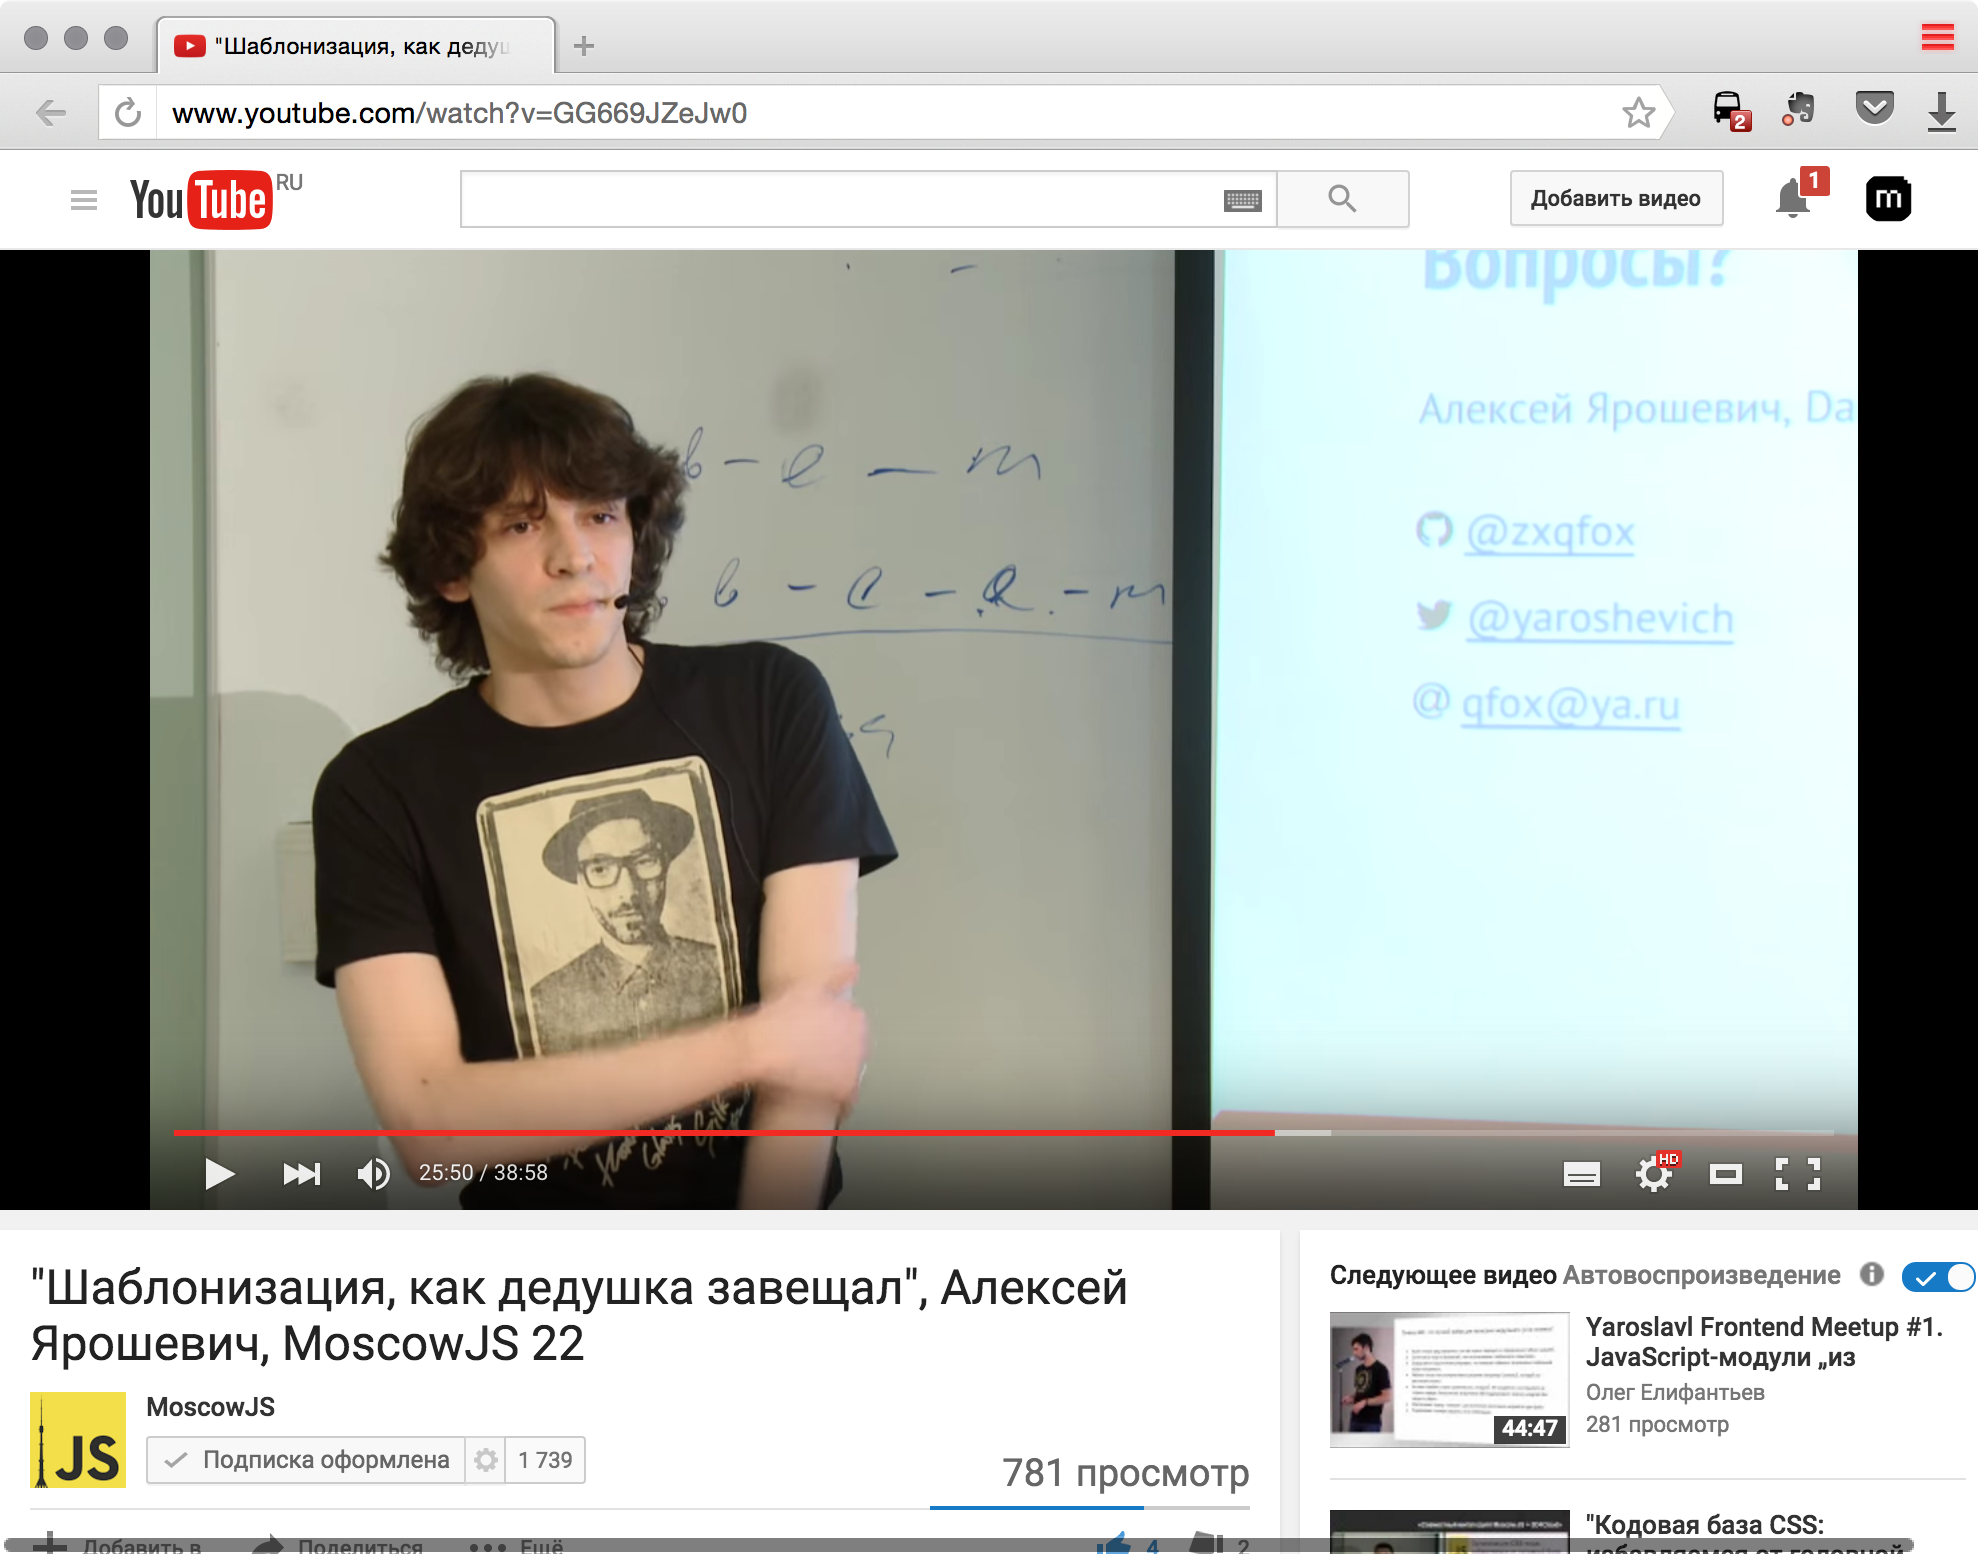 "Шаблонизация, как деду
www.youtube.com/watch?v=GG669JZeJw0
2
YouTube RU
Добавить видео
1
m
Вопросы?
Алексей Ярошевич, Da
@zxqfox
@yaroshevich
@ qfox@ya.ru
b - e - m
b - e - e - m
25:50 / 38:58
HD
"Шаблонизация, как дедушка завещал", Алексей
Ярошевич, MoscowJS 22
JS
MoscowJS
Подписка оформлена
1 739
781 просмотр
Добавить в
Поделиться
Ещё
4
2
Следующее видео Автовоспроизведение
Yaroslavl Frontend Meetup #1.
JavaScript-модули „из
Олег Елифантьев
281 просмотр
44:47
"Кодовая база CSS:
избавляемся от головной